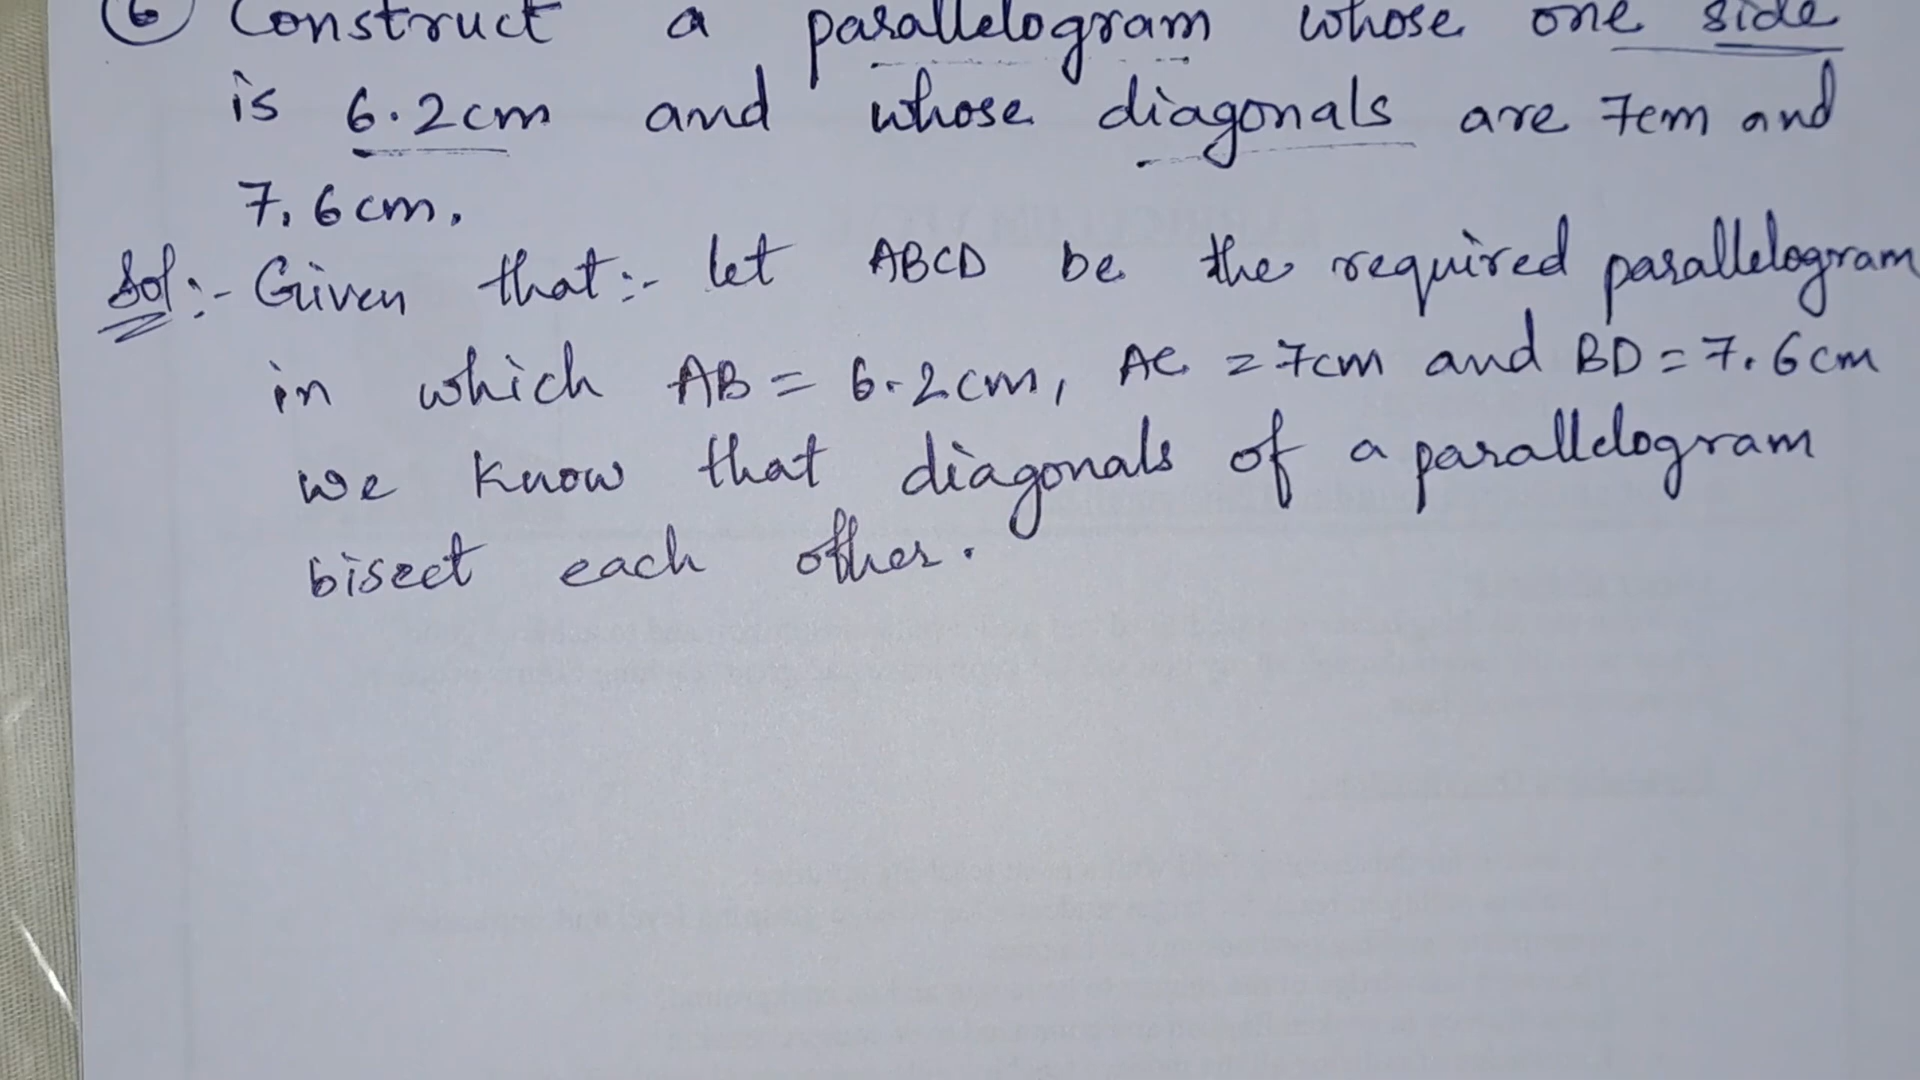 6 Construct a parallelogram whose one side
is 6.2cm and whose diagonals are 7cm and
7.6cm.
Sol:- Given that:- let ABCD be the required parallelogram
in which AB = 6.2cm, AC = 7cm and BD = 7.6cm
we know that diagonals of a parallelogram
bisect each other.